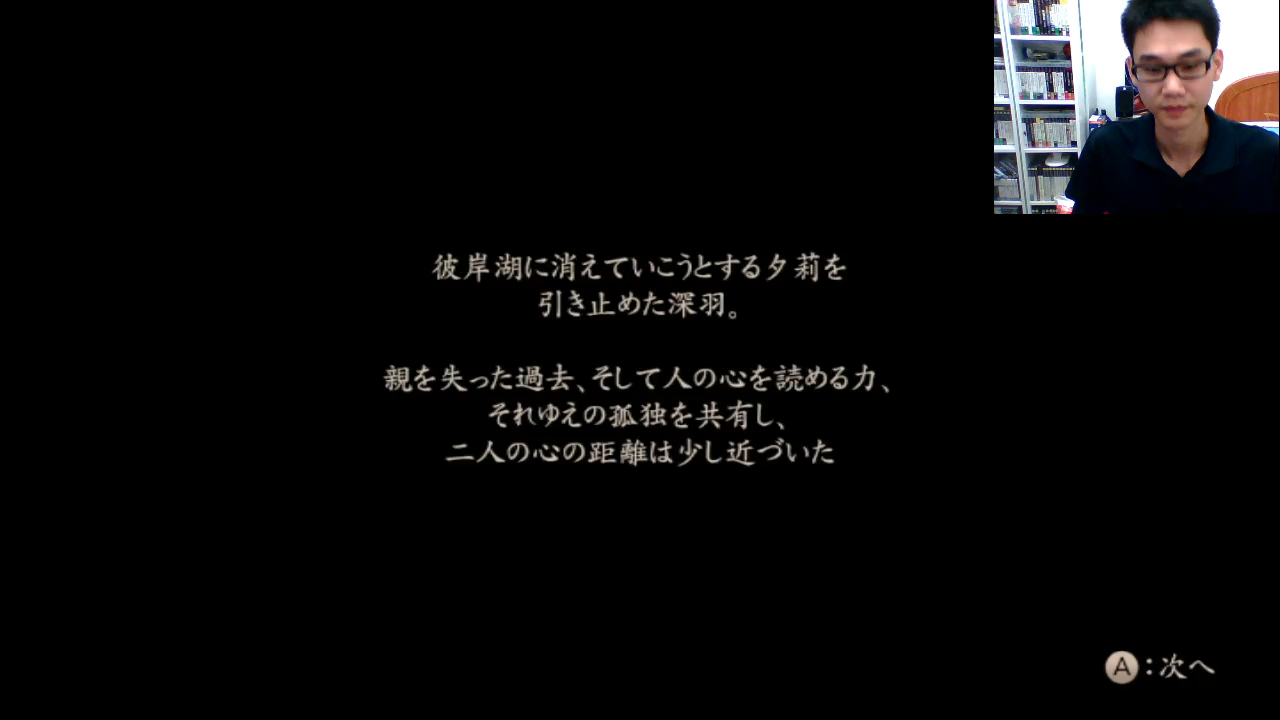 彼岸湖に消えていこうとする夕莉を
引き止めた深羽。
親を失った過去、そして人の心を読める力、
それゆえの孤独を共有し、
二人の心の距離は少し近づいた
A:次へ